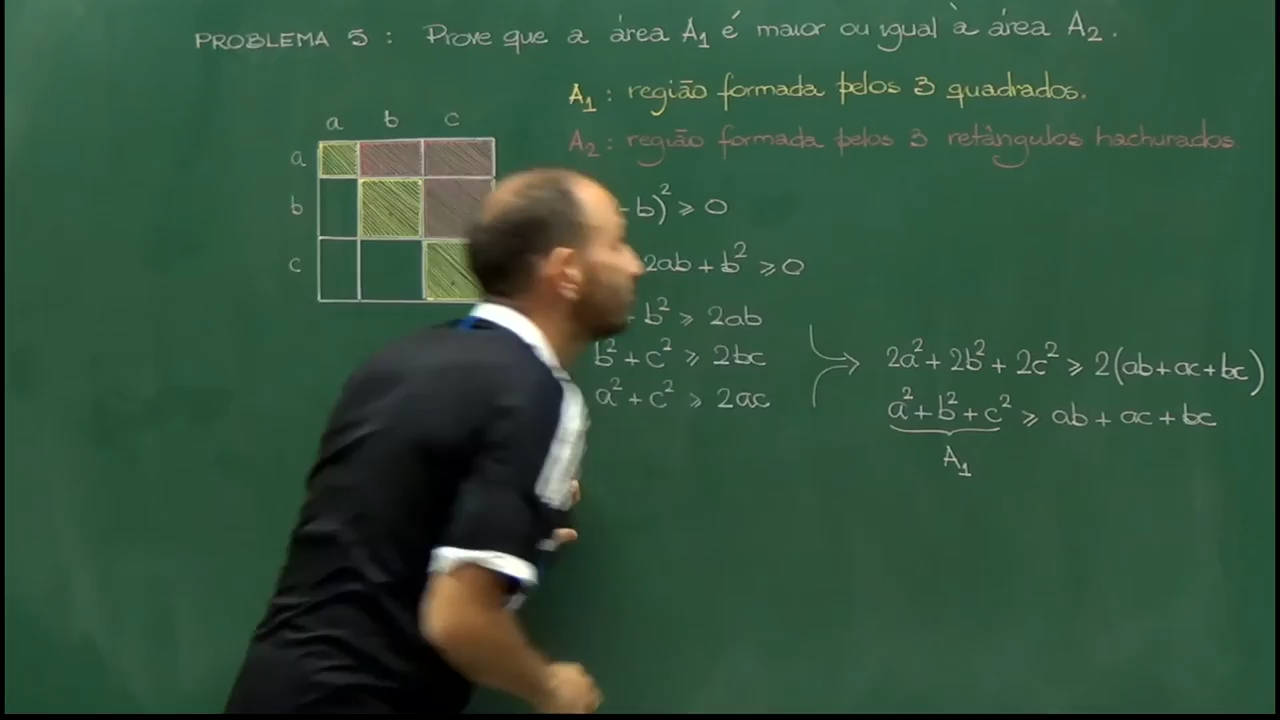 PROBLEMA 5 : Prove que a área A₁ é maior ou igual à área A₂.
A₁ : região formada pelos 3 quadrados.
A₂ : região formada pelos 3 retângulos hachurados.
a b c
a
b
c
- b)² ⩾ 0
2ab + b² ⩾ 0
- b² ⩾ 2ab
b² + c² ⩾ 2bc
a² + c² ⩾ 2ac
2a² + 2b² + 2c² ⩾ 2(ab + ac + bc)
a² + b² + c² ⩾ ab + ac + bc
A₁